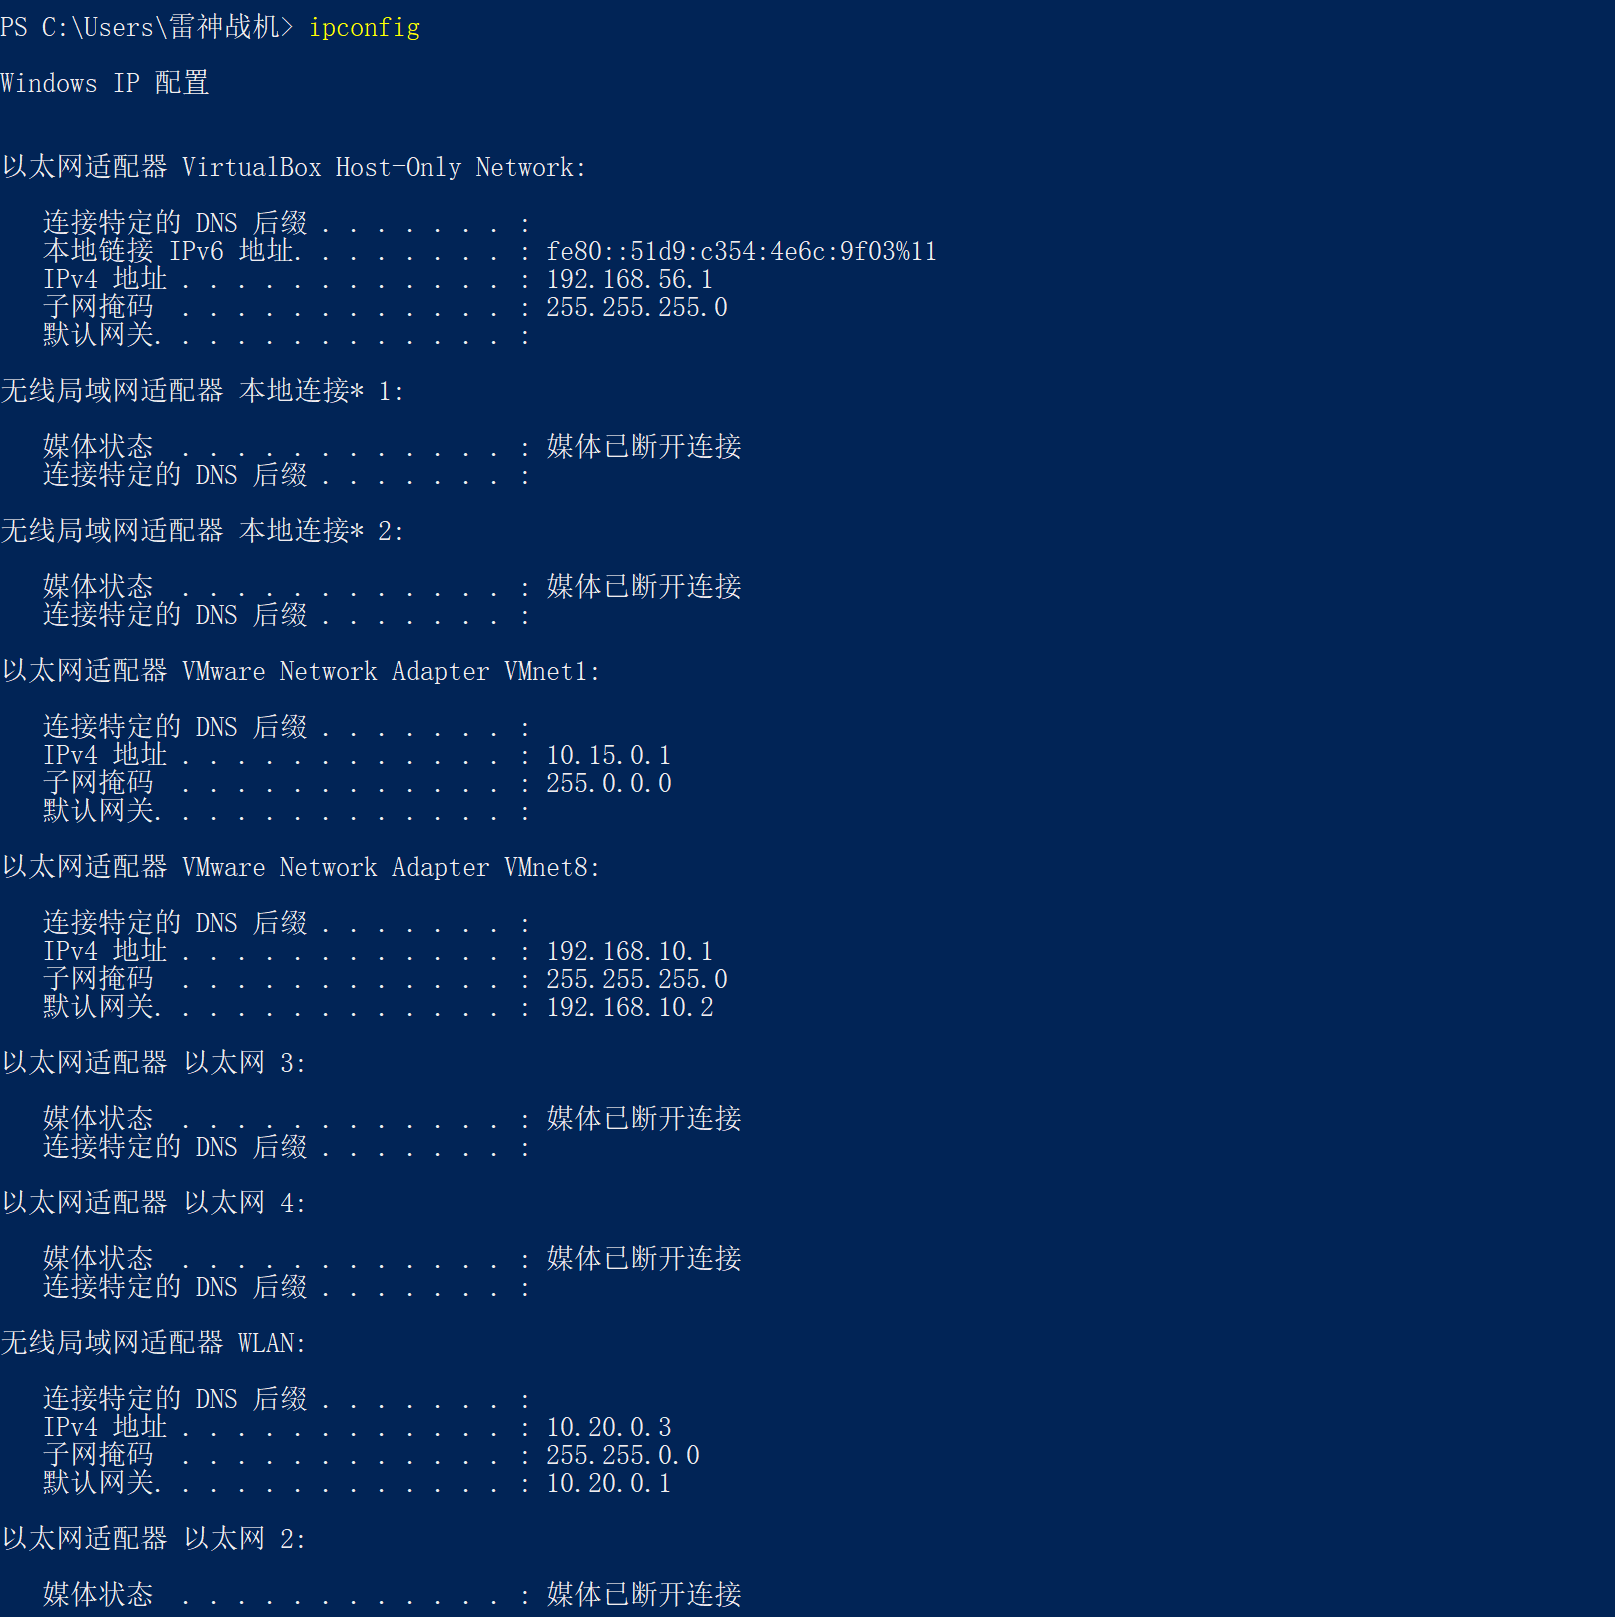 PS C:\Users\雷神战机> ipconfig
Windows IP 配置
以太网适配器 VirtualBox Host-Only Network:
连接特定的 DNS 后缀 . . . . . . . :
本地链接 IPv6 地址. . . . . . . . : fe80::51d9:c354:4e6c:9f03%11
IPv4 地址 . . . . . . . . . . . . : 192.168.56.1
子网掩码  . . . . . . . . . . . . : 255.255.255.0
默认网关. . . . . . . . . . . . . :
无线局域网适配器 本地连接* 1:
媒体状态  . . . . . . . . . . . . : 媒体已断开连接
连接特定的 DNS 后缀 . . . . . . . :
无线局域网适配器 本地连接* 2:
媒体状态  . . . . . . . . . . . . : 媒体已断开连接
连接特定的 DNS 后缀 . . . . . . . :
以太网适配器 VMware Network Adapter VMnet1:
连接特定的 DNS 后缀 . . . . . . . :
IPv4 地址 . . . . . . . . . . . . : 10.15.0.1
子网掩码  . . . . . . . . . . . . : 255.0.0.0
默认网关. . . . . . . . . . . . . :
以太网适配器 VMware Network Adapter VMnet8:
连接特定的 DNS 后缀 . . . . . . . :
IPv4 地址 . . . . . . . . . . . . : 192.168.10.1
子网掩码  . . . . . . . . . . . . : 255.255.255.0
默认网关. . . . . . . . . . . . . : 192.168.10.2
以太网适配器 以太网 3:
媒体状态  . . . . . . . . . . . . : 媒体已断开连接
连接特定的 DNS 后缀 . . . . . . . :
以太网适配器 以太网 4:
媒体状态  . . . . . . . . . . . . : 媒体已断开连接
连接特定的 DNS 后缀 . . . . . . . :
无线局域网适配器 WLAN:
连接特定的 DNS 后缀 . . . . . . . :
IPv4 地址 . . . . . . . . . . . . : 10.20.0.3
子网掩码  . . . . . . . . . . . . : 255.255.0.0
默认网关. . . . . . . . . . . . . : 10.20.0.1
以太网适配器 以太网 2:
媒体状态  . . . . . . . . . . . . : 媒体已断开连接